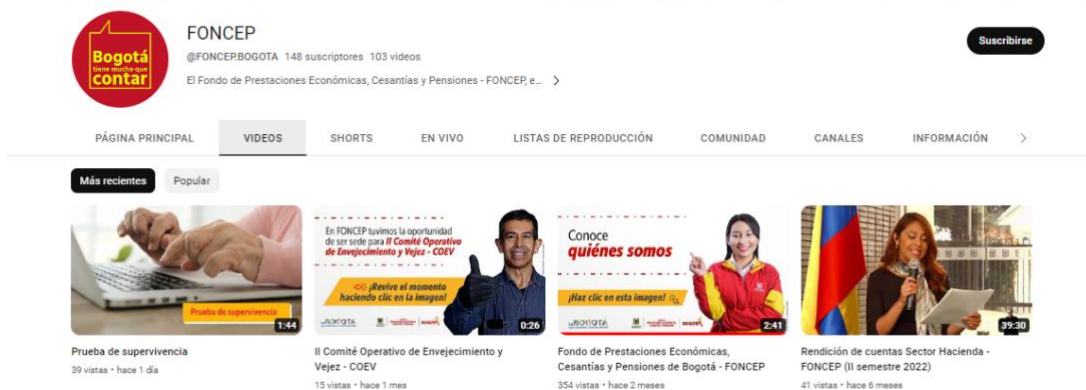 Bogotá
tiene mucho que
contar
FONCEP
@FONCEP.BOGOTA 148 suscriptores 103 videos
El Fondo de Prestaciones Económicas, Cesantías y Pensiones - FONCEP, e...
Suscribirse
PÁGINA PRINCIPAL VIDEOS SHORTS EN VIVO LISTAS DE REPRODUCCIÓN COMUNIDAD CANALES INFORMACIÓN
Más recientes Popular
Prueba de supervivencia
1:44
En FONCEP tuvimos la oportunidad
de ser sede para II Comité Operativo
de Envejecimiento y Vejez - COEV
¡Revive el momento
haciendo clic en la imagen!
BOGOTÁ
0:26
Conoce
quiénes somos
¡Haz clic en esta imagen!
BOGOTÁ
2:41
39:30
Prueba de supervivencia
39 vistas • hace 1 día
II Comité Operativo de Envejecimiento y
Vejez - COEV
15 vistas • hace 1 mes
Fondo de Prestaciones Económicas,
Cesantías y Pensiones de Bogotá - FONCEP
354 vistas • hace 2 meses
Rendición de cuentas Sector Hacienda -
FONCEP (II semestre 2022)
41 vistas • hace 6 meses